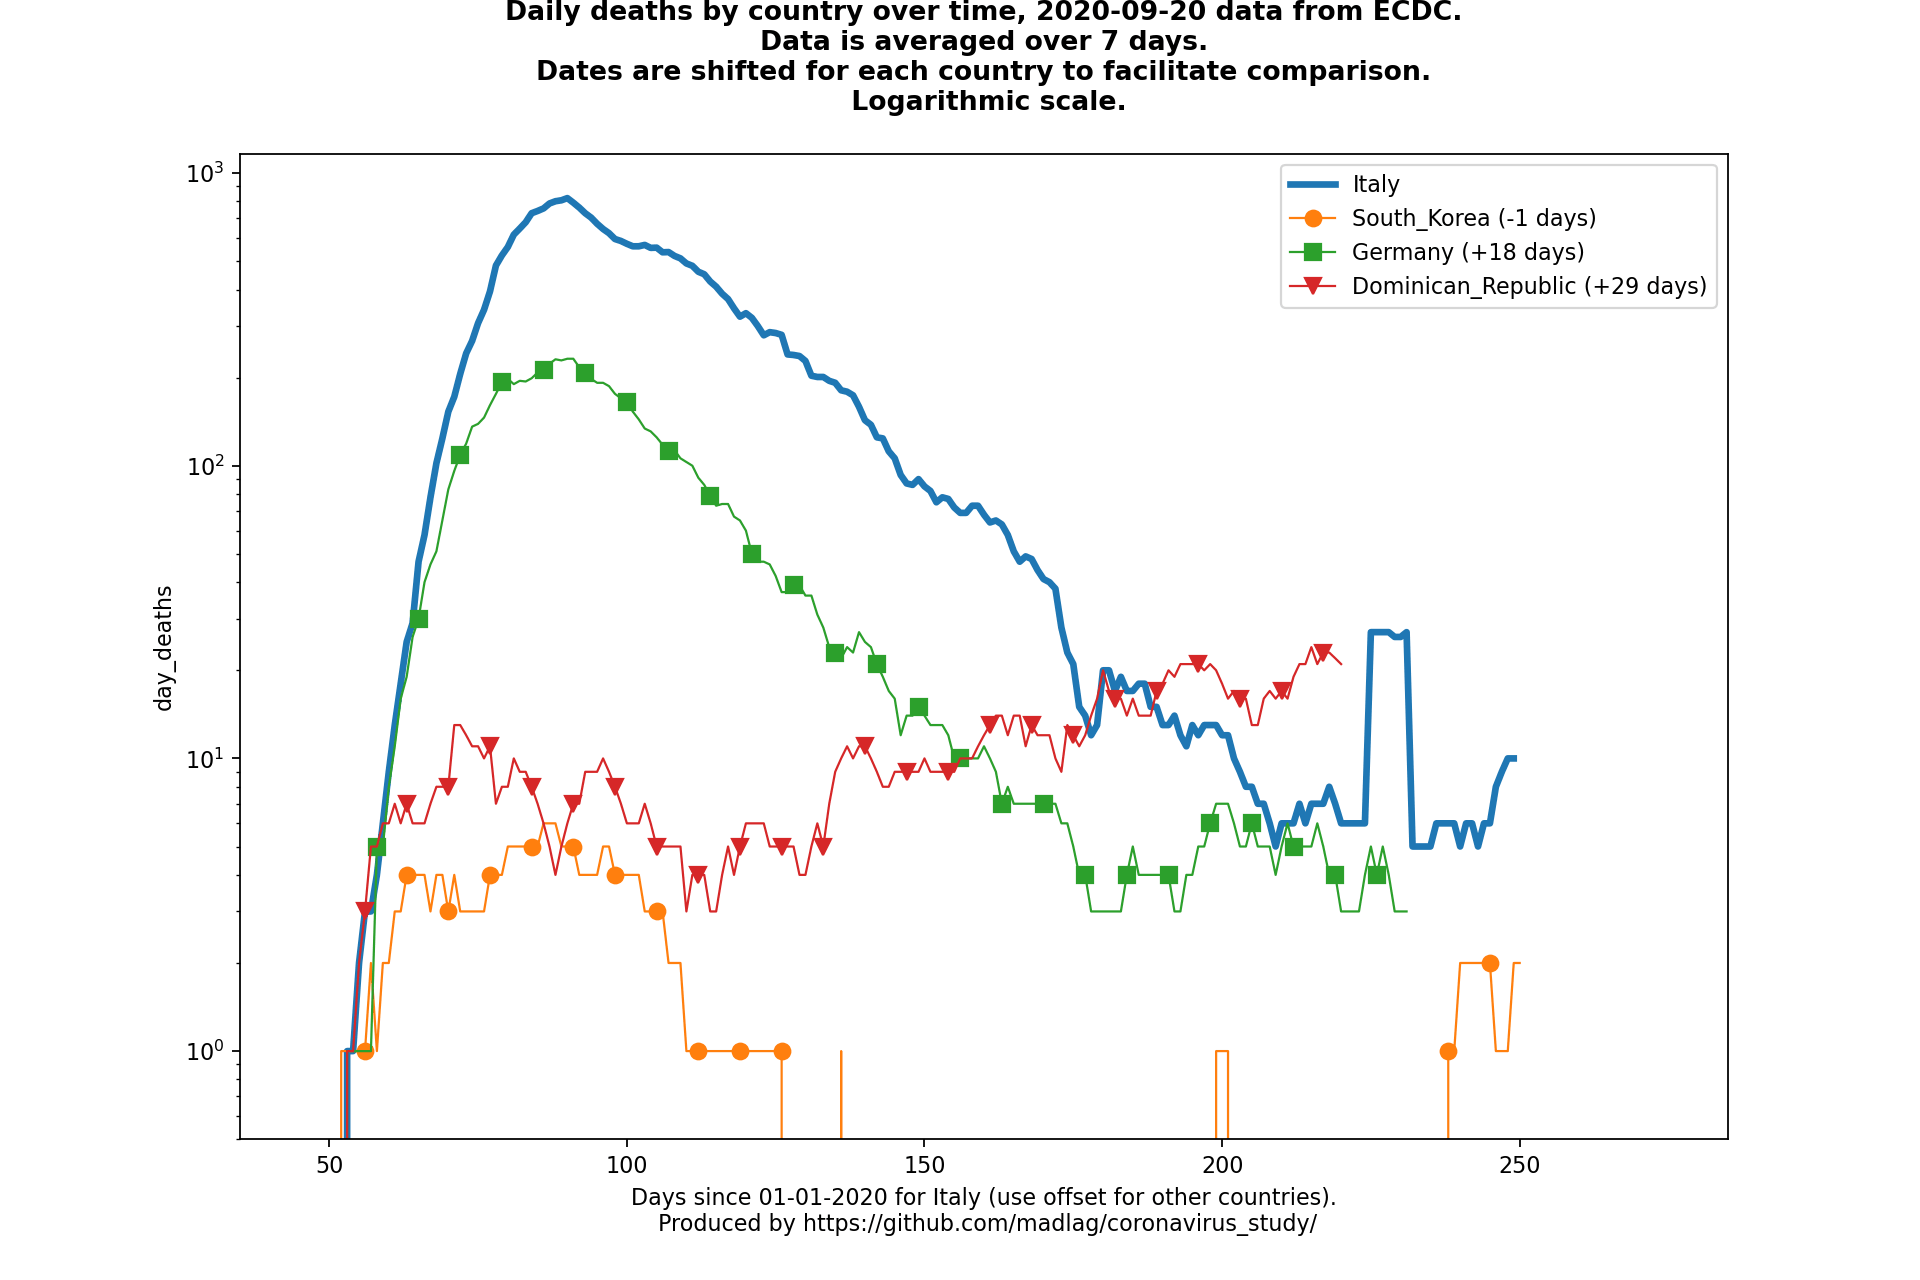 Daily deaths by country over time, 2020-09-20 data from ECDC.
Data is averaged over 7 days.
Dates are shifted for each country to facilitate comparison.
Logarithmic scale.
10³
10²
10¹
10⁰
day_deaths
Italy
South_Korea (-1 days)
Germany (+18 days)
Dominican_Republic (+29 days)
50 100 150 200 250
Days since 01-01-2020 for Italy (use offset for other countries).
Produced by https://github.com/madlag/coronavirus_study/